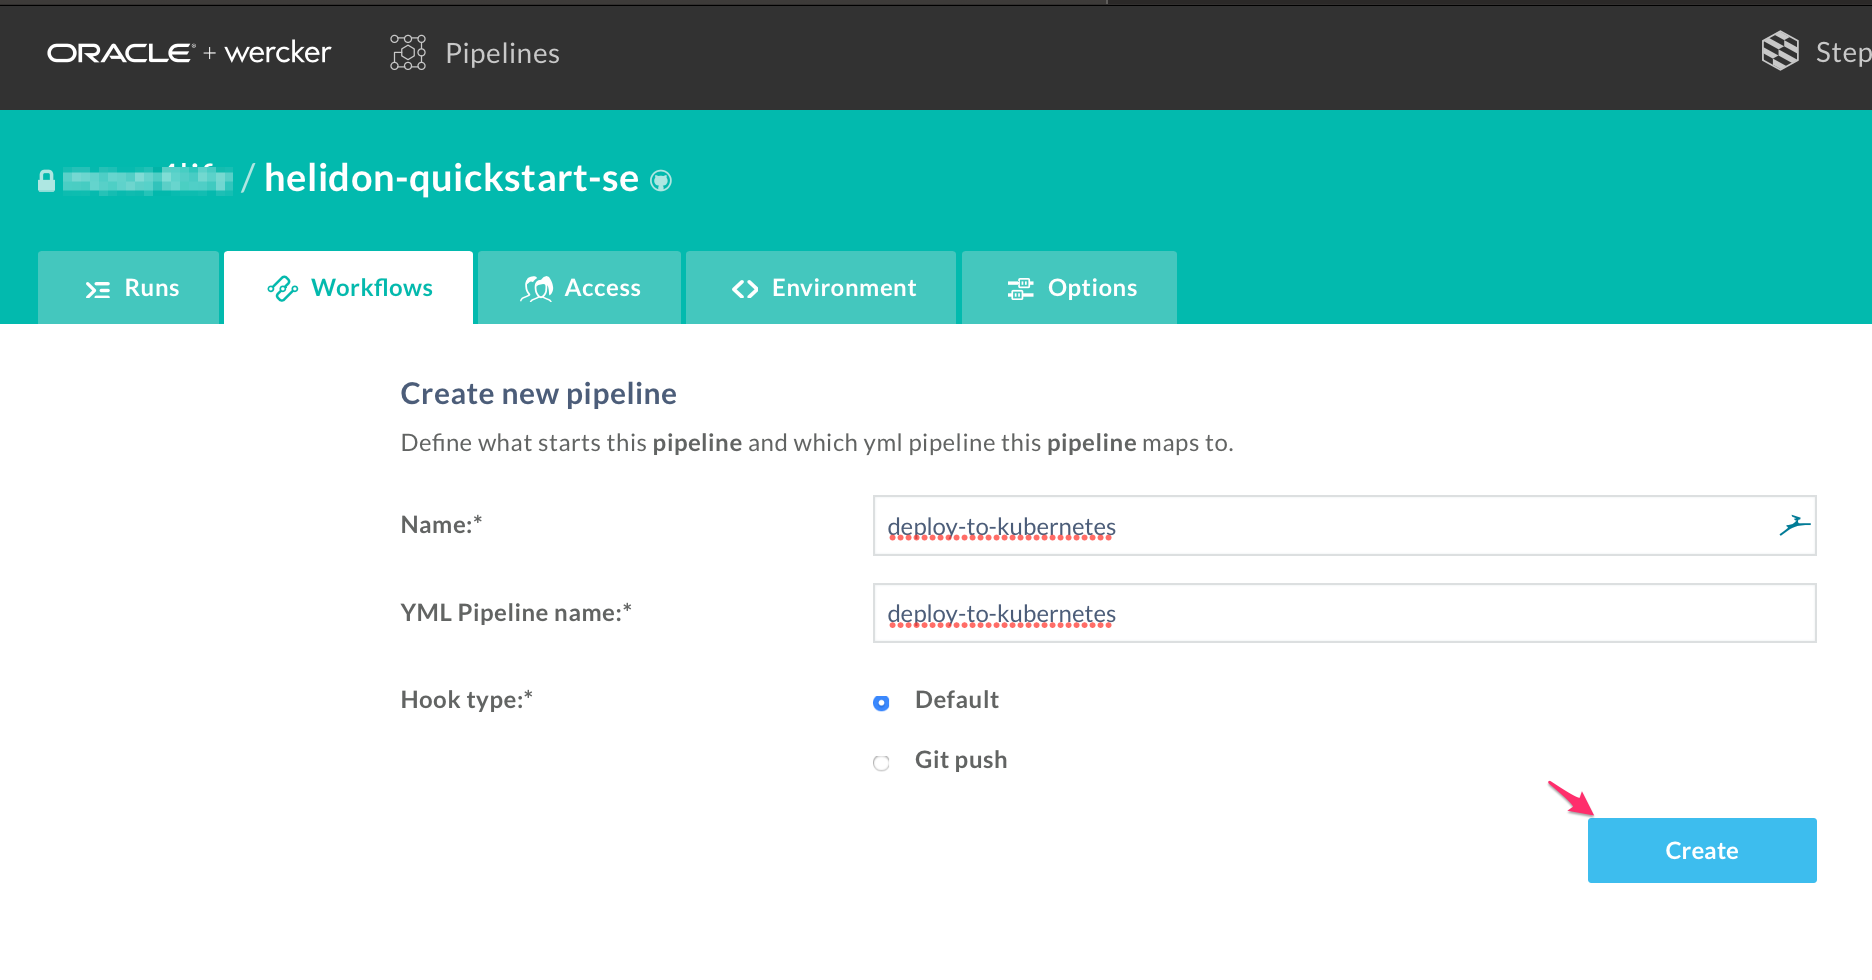 ORACLE + wercker Pipelines Step
/ helidon-quickstart-se
Runs Workflows Access Environment Options
Create new pipeline
Define what starts this pipeline and which yml pipeline this pipeline maps to.
Name:* deploy-to-kubernetes
YML Pipeline name:* deploy-to-kubernetes
Hook type:* Default
Git push
Create